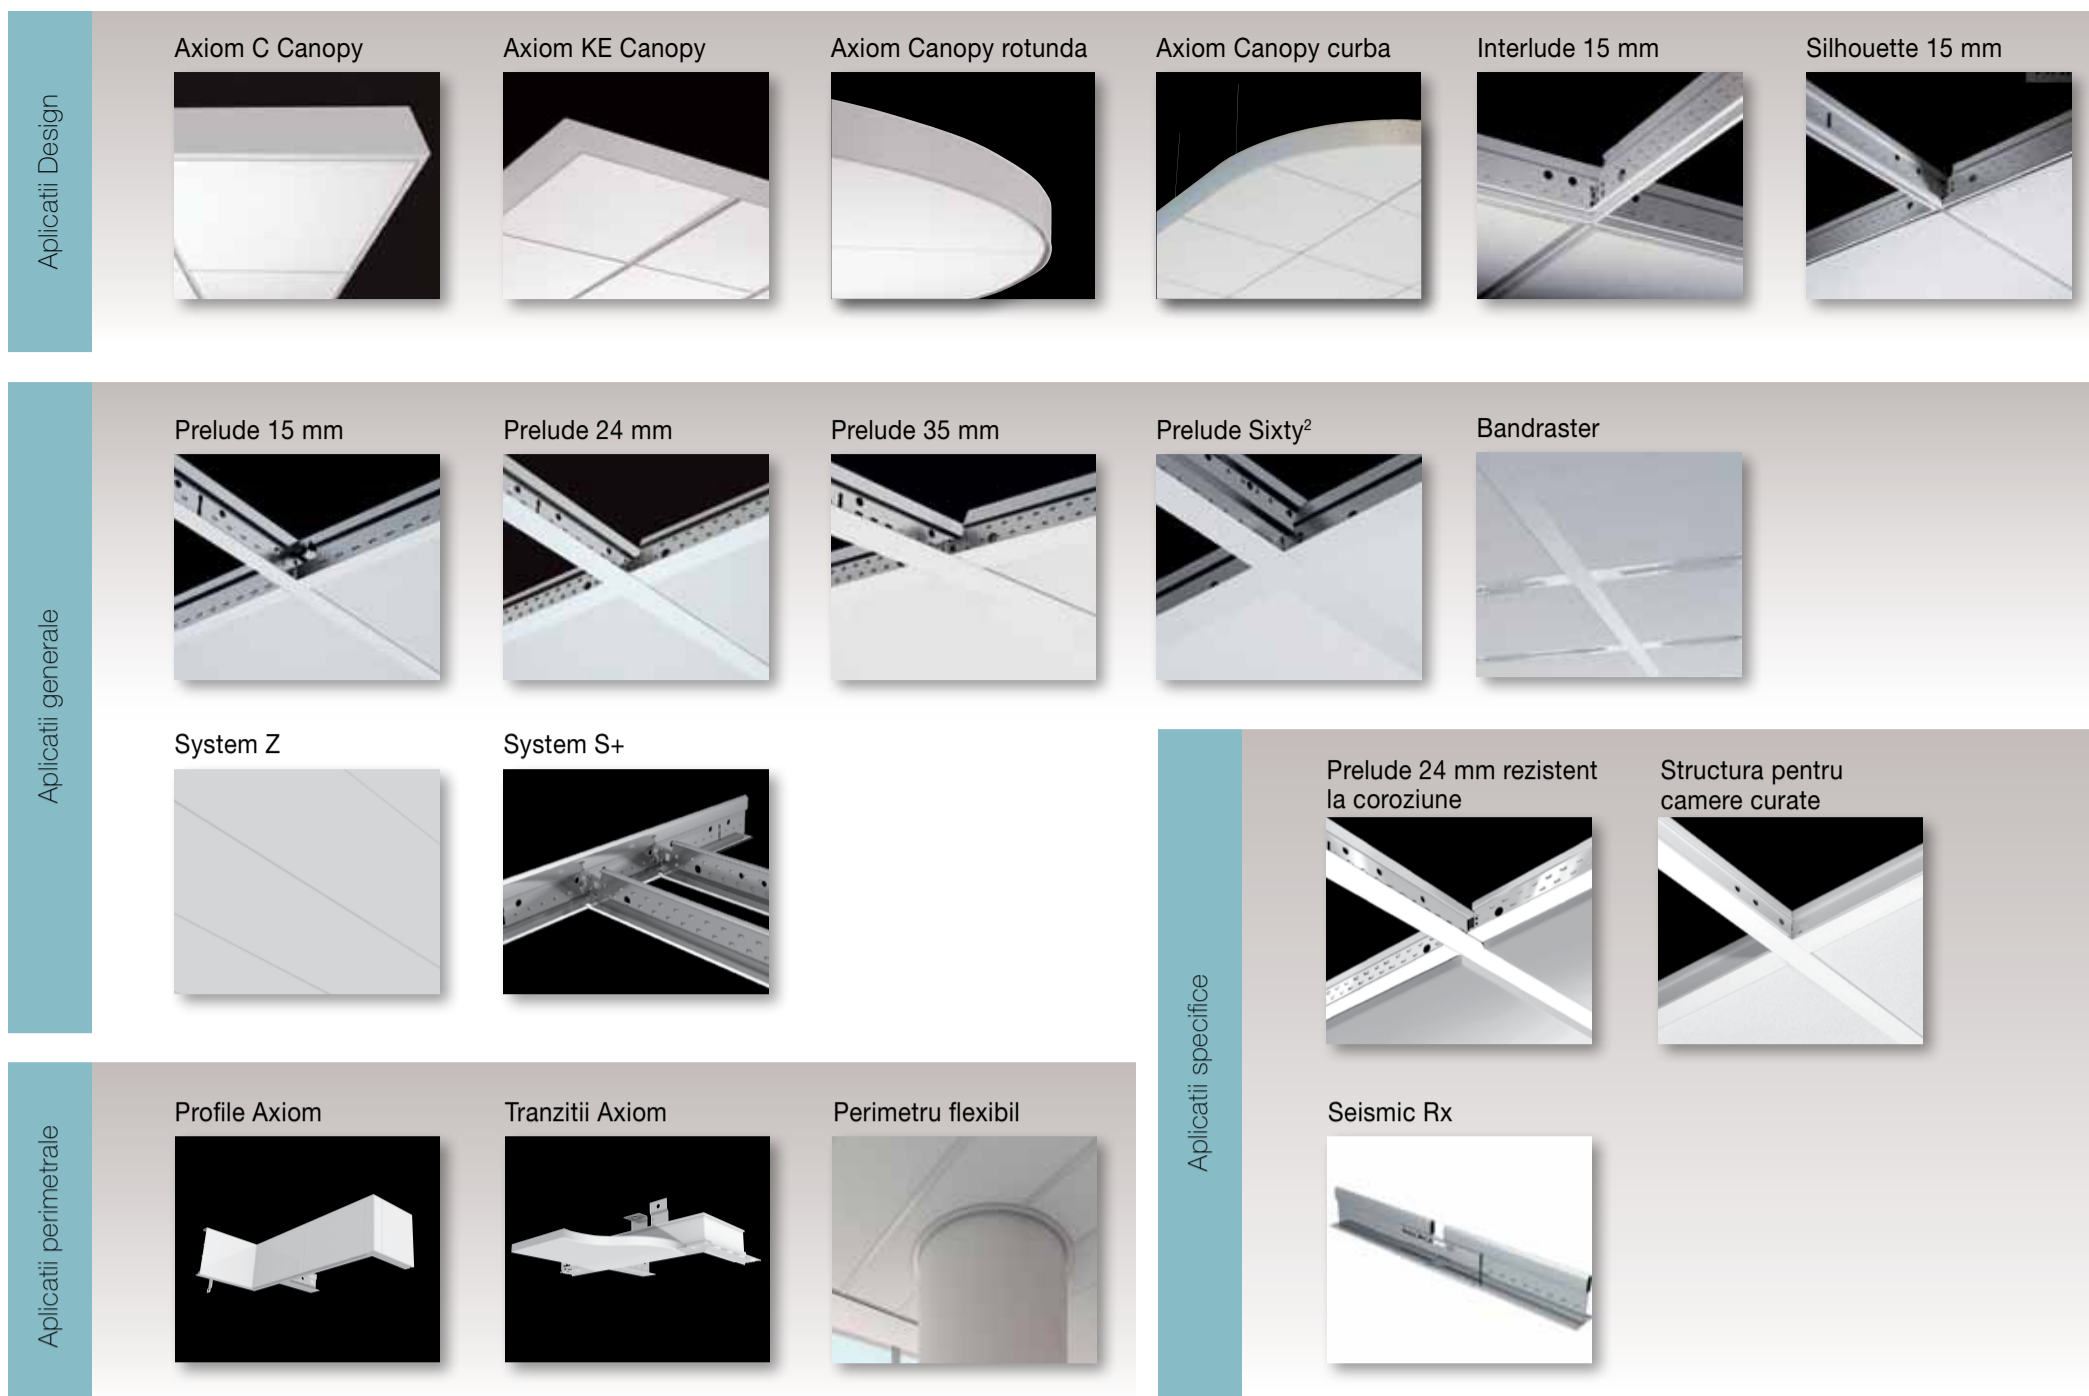 Aplicatii Design
Axiom C Canopy
Axiom KE Canopy
Axiom Canopy rotunda
Axiom Canopy curba
Interlude 15 mm
Silhouette 15 mm
Aplicatii generale
Prelude 15 mm
Prelude 24 mm
Prelude 35 mm
Prelude Sixty²
Bandraster
System Z
System S+
Aplicatii specifice
Prelude 24 mm rezistent
la coroziune
Structura pentru
camere curate
Seismic Rx
Aplicatii perimetrale
Profile Axiom
Tranzitii Axiom
Perimetru flexibil